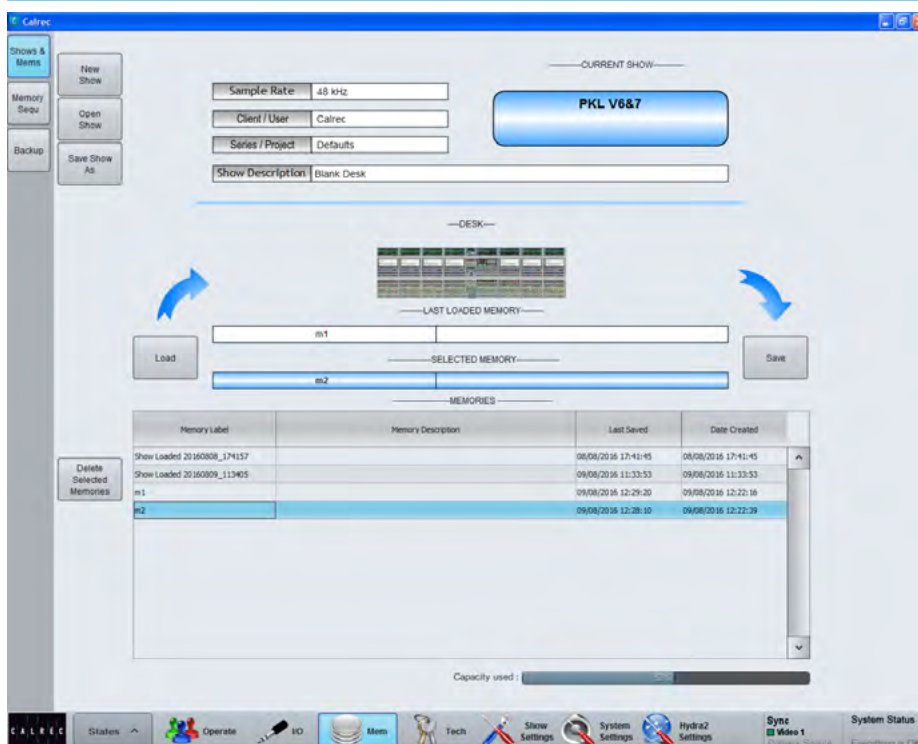 Calrec
Shows &
Mems
Memory
Sequ
Backup
New
Show
Open
Show
Save Show
As
CURRENT SHOW
PKL V6&7
Sample Rate 48 kHz
Client / User Calrec
Series / Project Defaults
Show Description Blank Desk
DESK
LAST LOADED MEMORY
m1
Load
Save
SELECTED MEMORY
m2
MEMORIES
Memory Label Memory Description Last Saved Date Created
Show Loaded 20160808_174157 08/08/2016 17:41:45 08/08/2016 17:41:45
Show Loaded 20160809_113405 09/08/2016 11:33:53 09/08/2016 11:33:53
m1 09/08/2016 12:29:20 09/08/2016 12:22:16
m2 09/08/2016 12:28:10 09/08/2016 12:22:39
Delete
Selected
Memories
Capacity used :
CALREC
States
Operate
I/O
Mem
Tech
Show
Settings
System
Settings
Hydra2
Settings
Sync
Video 1
System Status